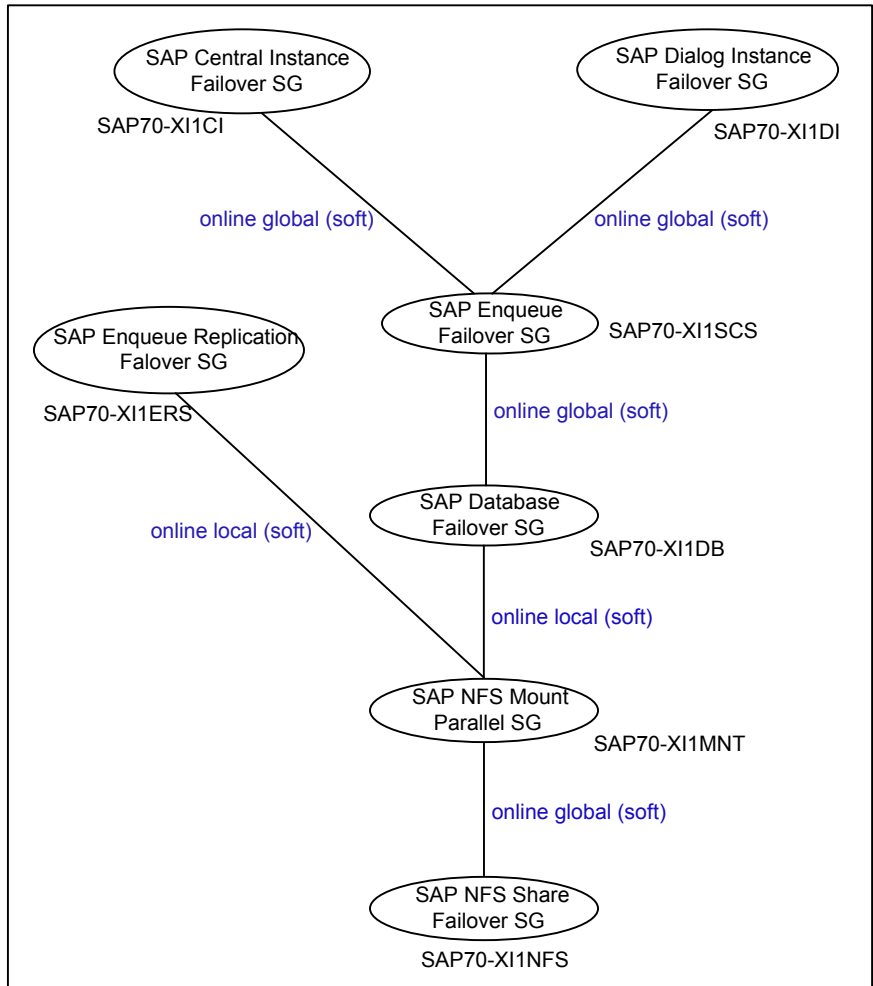 SAP Central Instance
Failover SG
SAP Dialog Instance
Failover SG
SAP70-XI1CI
SAP70-XI1DI
online global (soft)
online global (soft)
SAP Enqueue
Failover SG
SAP70-XI1SCS
SAP Enqueue Replication
Falover SG
SAP70-XI1ERS
online global (soft)
SAP Database
Failover SG
SAP70-XI1DB
online local (soft)
online local (soft)
SAP NFS Mount
Parallel SG
SAP70-XI1MNT
online global (soft)
SAP NFS Share
Failover SG
SAP70-XI1NFS